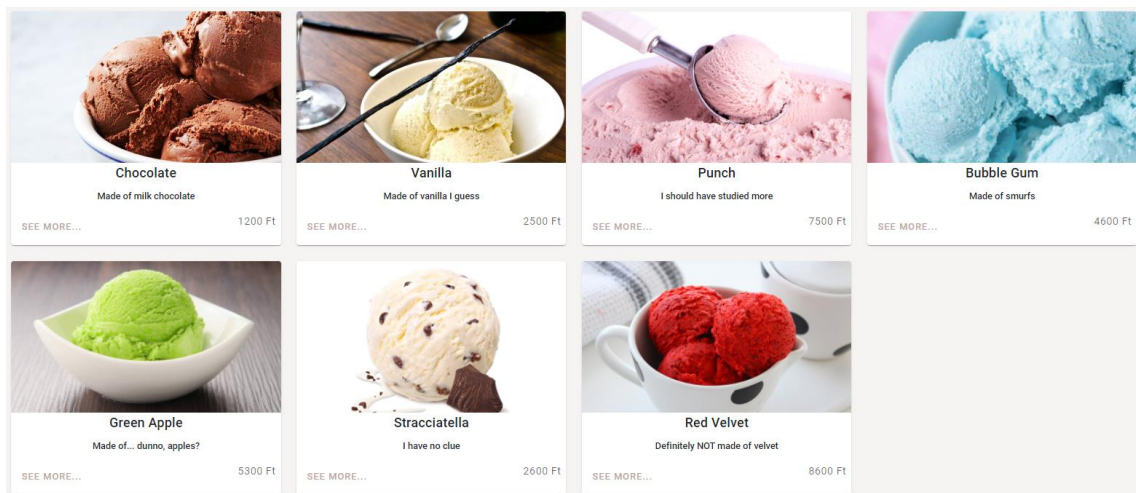 Chocolate
Made of milk chocolate
SEE MORE...
1200 Ft
Vanilla
Made of vanilla I guess
SEE MORE...
2500 Ft
Punch
I should have studied more
SEE MORE...
7500 Ft
Bubble Gum
Made of smurfs
SEE MORE...
4600 Ft
Green Apple
Made of... dunno, apples?
SEE MORE...
5300 Ft
Stracciatella
I have no clue
SEE MORE...
2600 Ft
Red Velvet
Definitely NOT made of velvet
SEE MORE...
8600 Ft